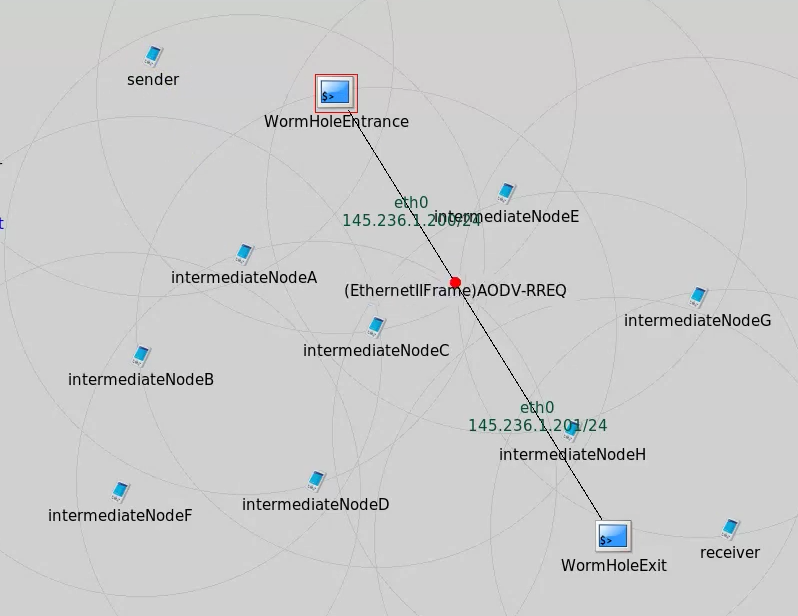 sender
$>
WormHoleEntrance
eth0
145.236.1.200/24
intermediateNodeE
intermediateNodeA
(EthernetIIFrame)AODV-RREQ
intermediateNodeG
intermediateNodeC
intermediateNodeB
eth0
145.236.1.201/24
intermediateNodeH
intermediateNodeD
intermediateNodeF
$>
WormHoleExit
receiver